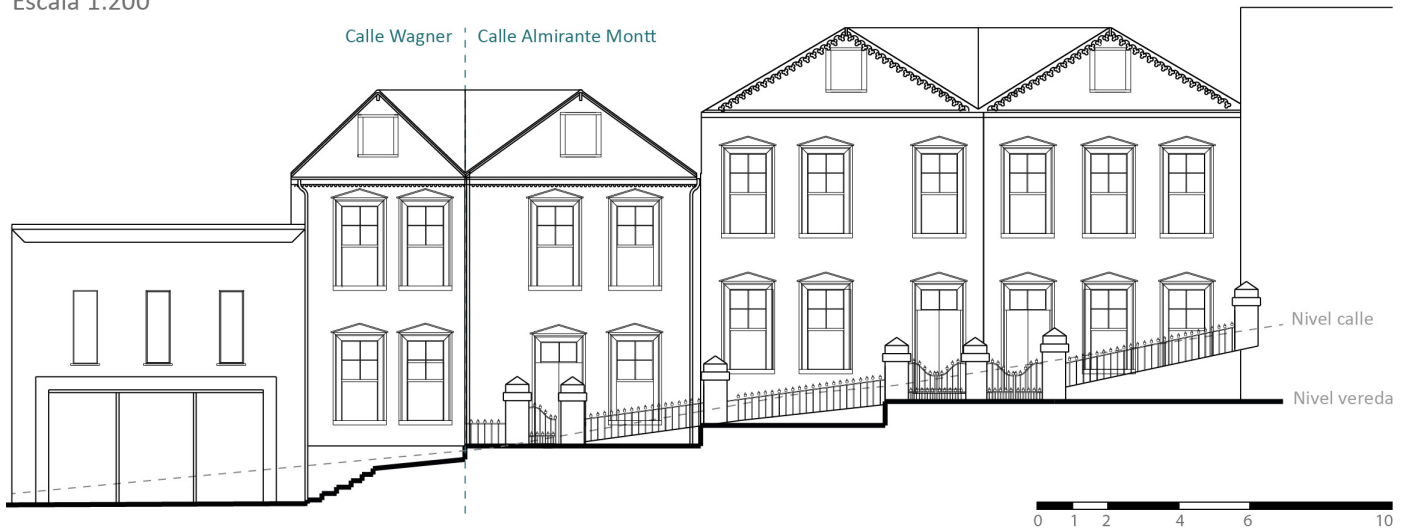 Escala 1:200
Calle Wagner
Calle Almirante Montt
Nivel calle
Nivel vereda
0 1 2 4 6 10